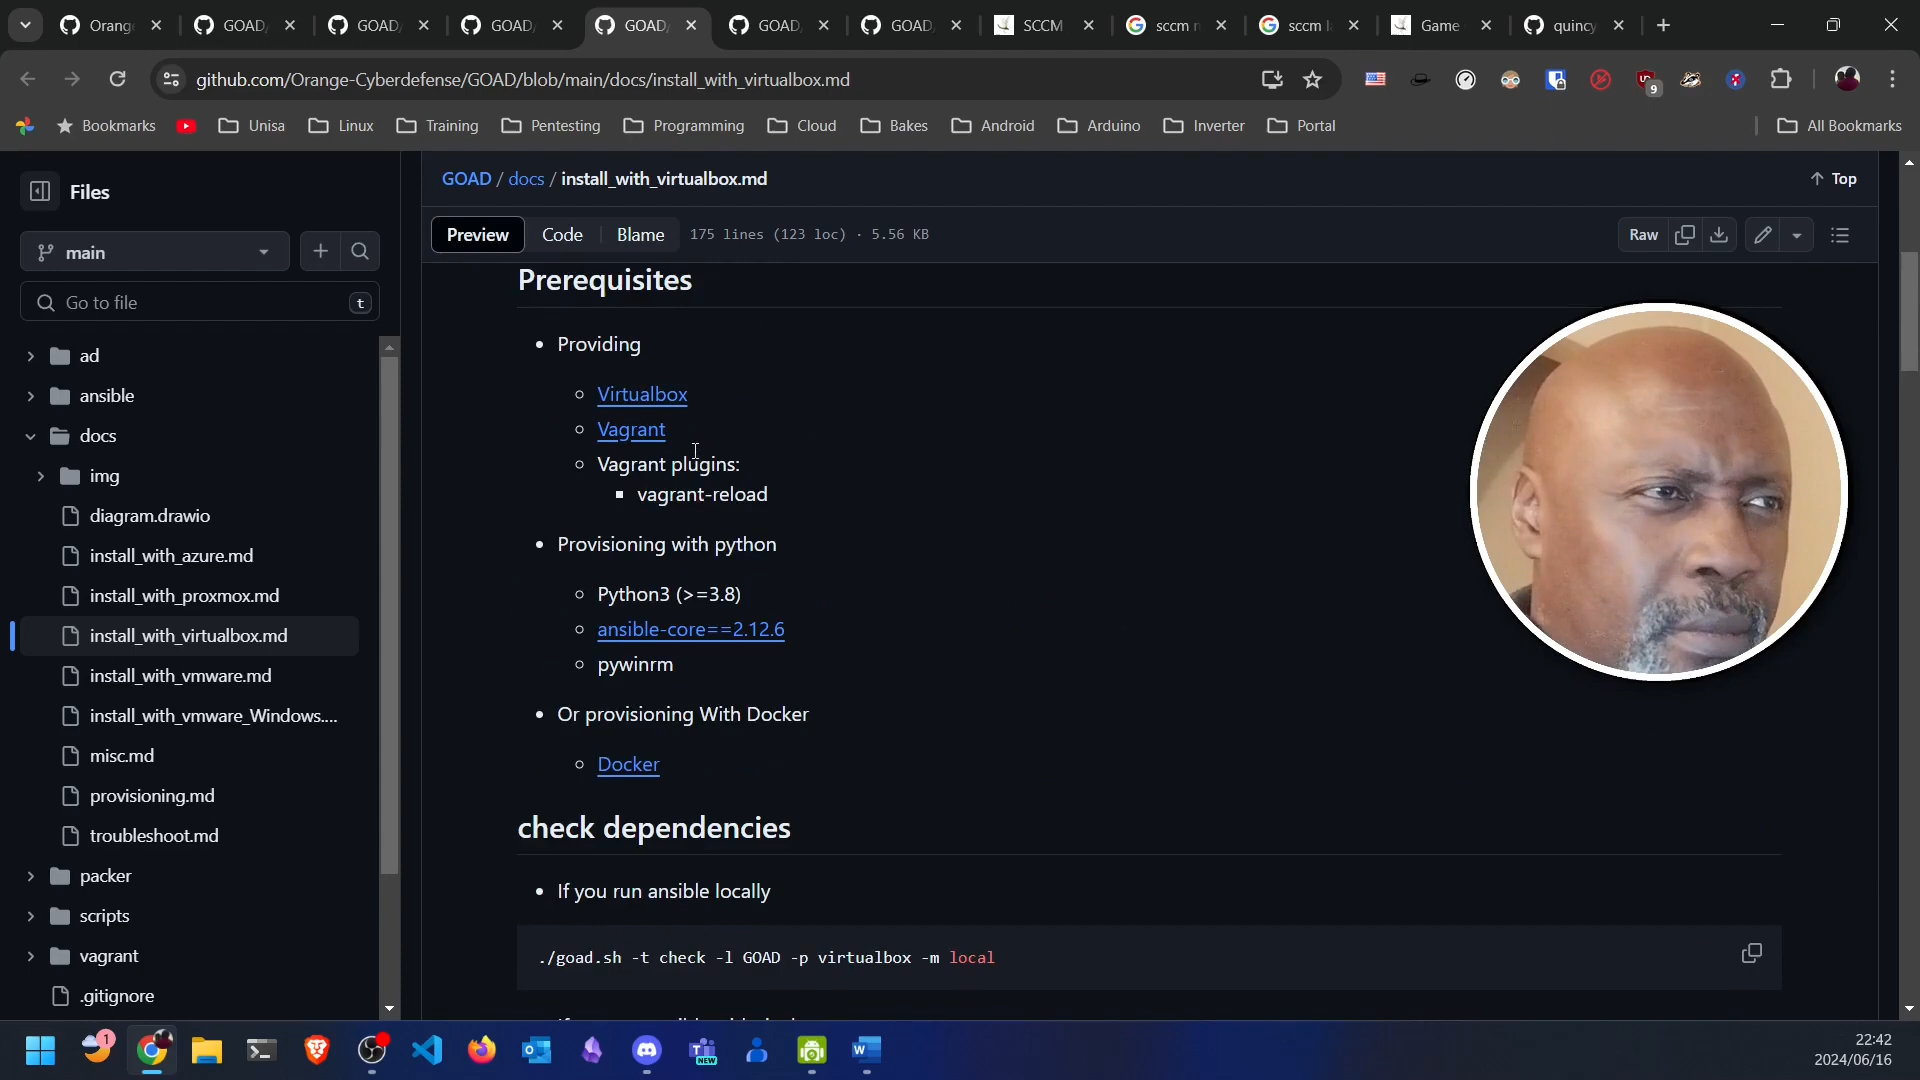 Orang
GOAD/
GOAD/
GOAD/
GOAD/
GOAD/
GOAD/
SCCM
sccm n
sccm l
Game
quincy
github.com/Orange-Cyberdefense/GOAD/blob/main/docs/install_with_virtualbox.md
9
Bookmarks
Unisa
Linux
Training
Pentesting
Programming
Cloud
Bakes
Android
Arduino
Inverter
Portal
All Bookmarks
Files
main
Go to file
t
ad
ansible
docs
img
diagram.drawio
install_with_azure.md
install_with_proxmox.md
install_with_virtualbox.md
install_with_vmware.md
install_with_vmware_Windows....
misc.md
provisioning.md
troubleshoot.md
packer
scripts
vagrant
.gitignore
GOAD / docs / install_with_virtualbox.md
Top
Preview
Code
Blame
175 lines (123 loc) · 5.56 KB
Raw
Prerequisites
Providing
Virtualbox
Vagrant
Vagrant plugins:
vagrant-reload
Provisioning with python
Python3 (>=3.8)
ansible-core==2.12.6
pywinrm
Or provisioning With Docker
Docker
check dependencies
If you run ansible locally
./goad.sh -t check -l GOAD -p virtualbox -m local
1
NEW
22:42
2024/06/16